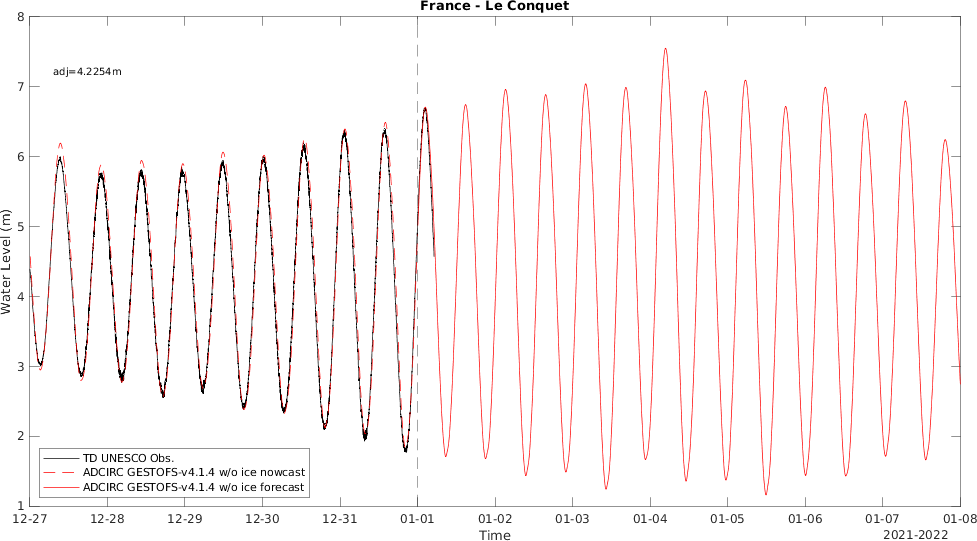 France - Le Conquet
adj=4.2254m
Water Level (m)
8
7
6
5
4
3
2
1
TD UNESCO Obs.
ADCIRC GESTOFS-v4.1.4 w/o ice nowcast
ADCIRC GESTOFS-v4.1.4 w/o ice forecast
12-27 12-28 12-29 12-30 12-31 01-01 01-02 01-03 01-04 01-05 01-06 01-07 01-08
Time
2021-2022